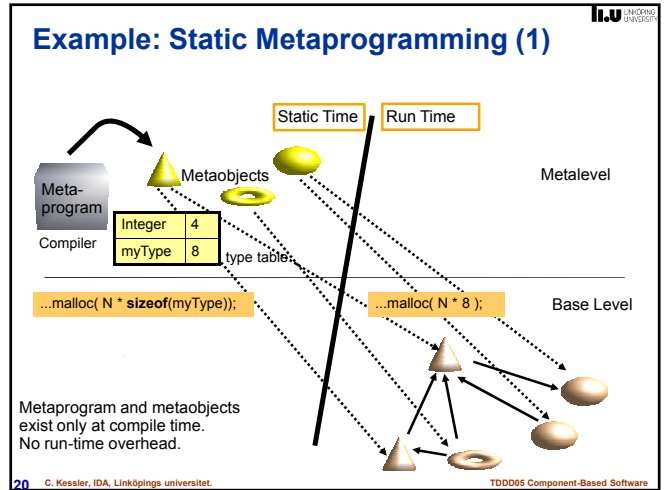 LINKÖPING
li.u UNIVERSITY
Example: Static Metaprogramming (1)
Static Time
Run Time
Metaobjects
Metalevel
Meta-
program
Compiler
Integer 4
myType 8
type table
...malloc( N * sizeof(myType));
...malloc( N * 8 );
Base Level
Metaprogram and metaobjects
exist only at compile time.
No run-time overhead.
20 C. Kessler, IDA, Linköpings universitet.
TDDD05 Component-Based Software